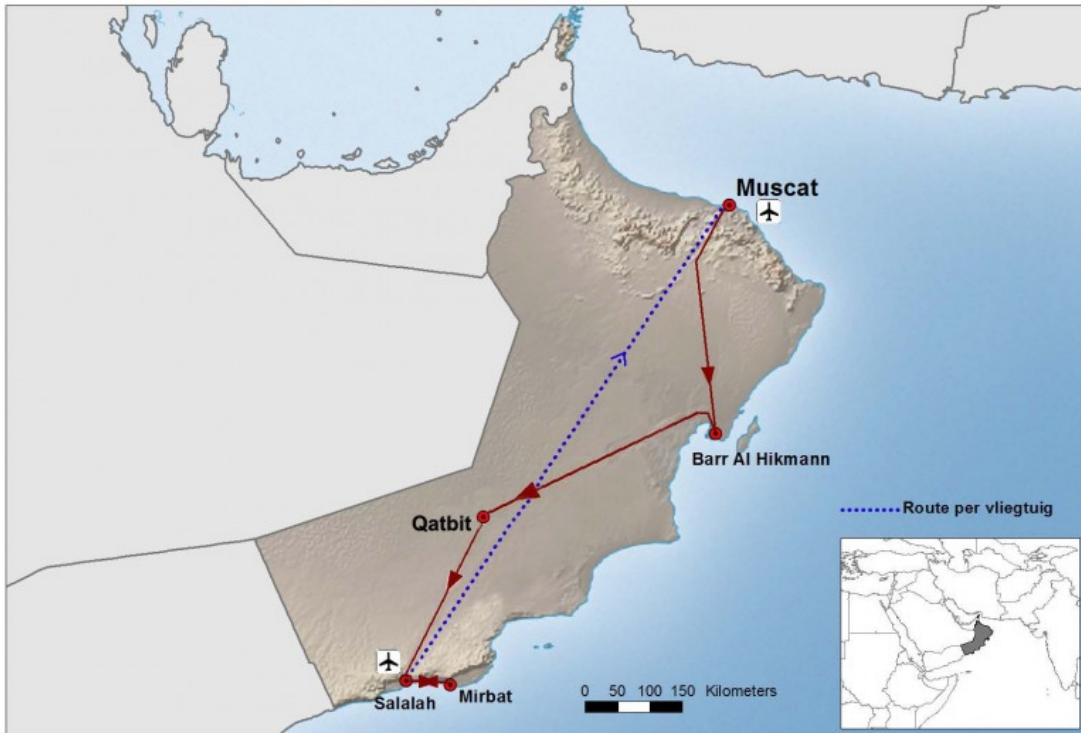 Muscat
Barr Al Hikmann
Qatbit
Route per vliegtuig
Salalah
Mirbat
0 50 100 150 Kilometers